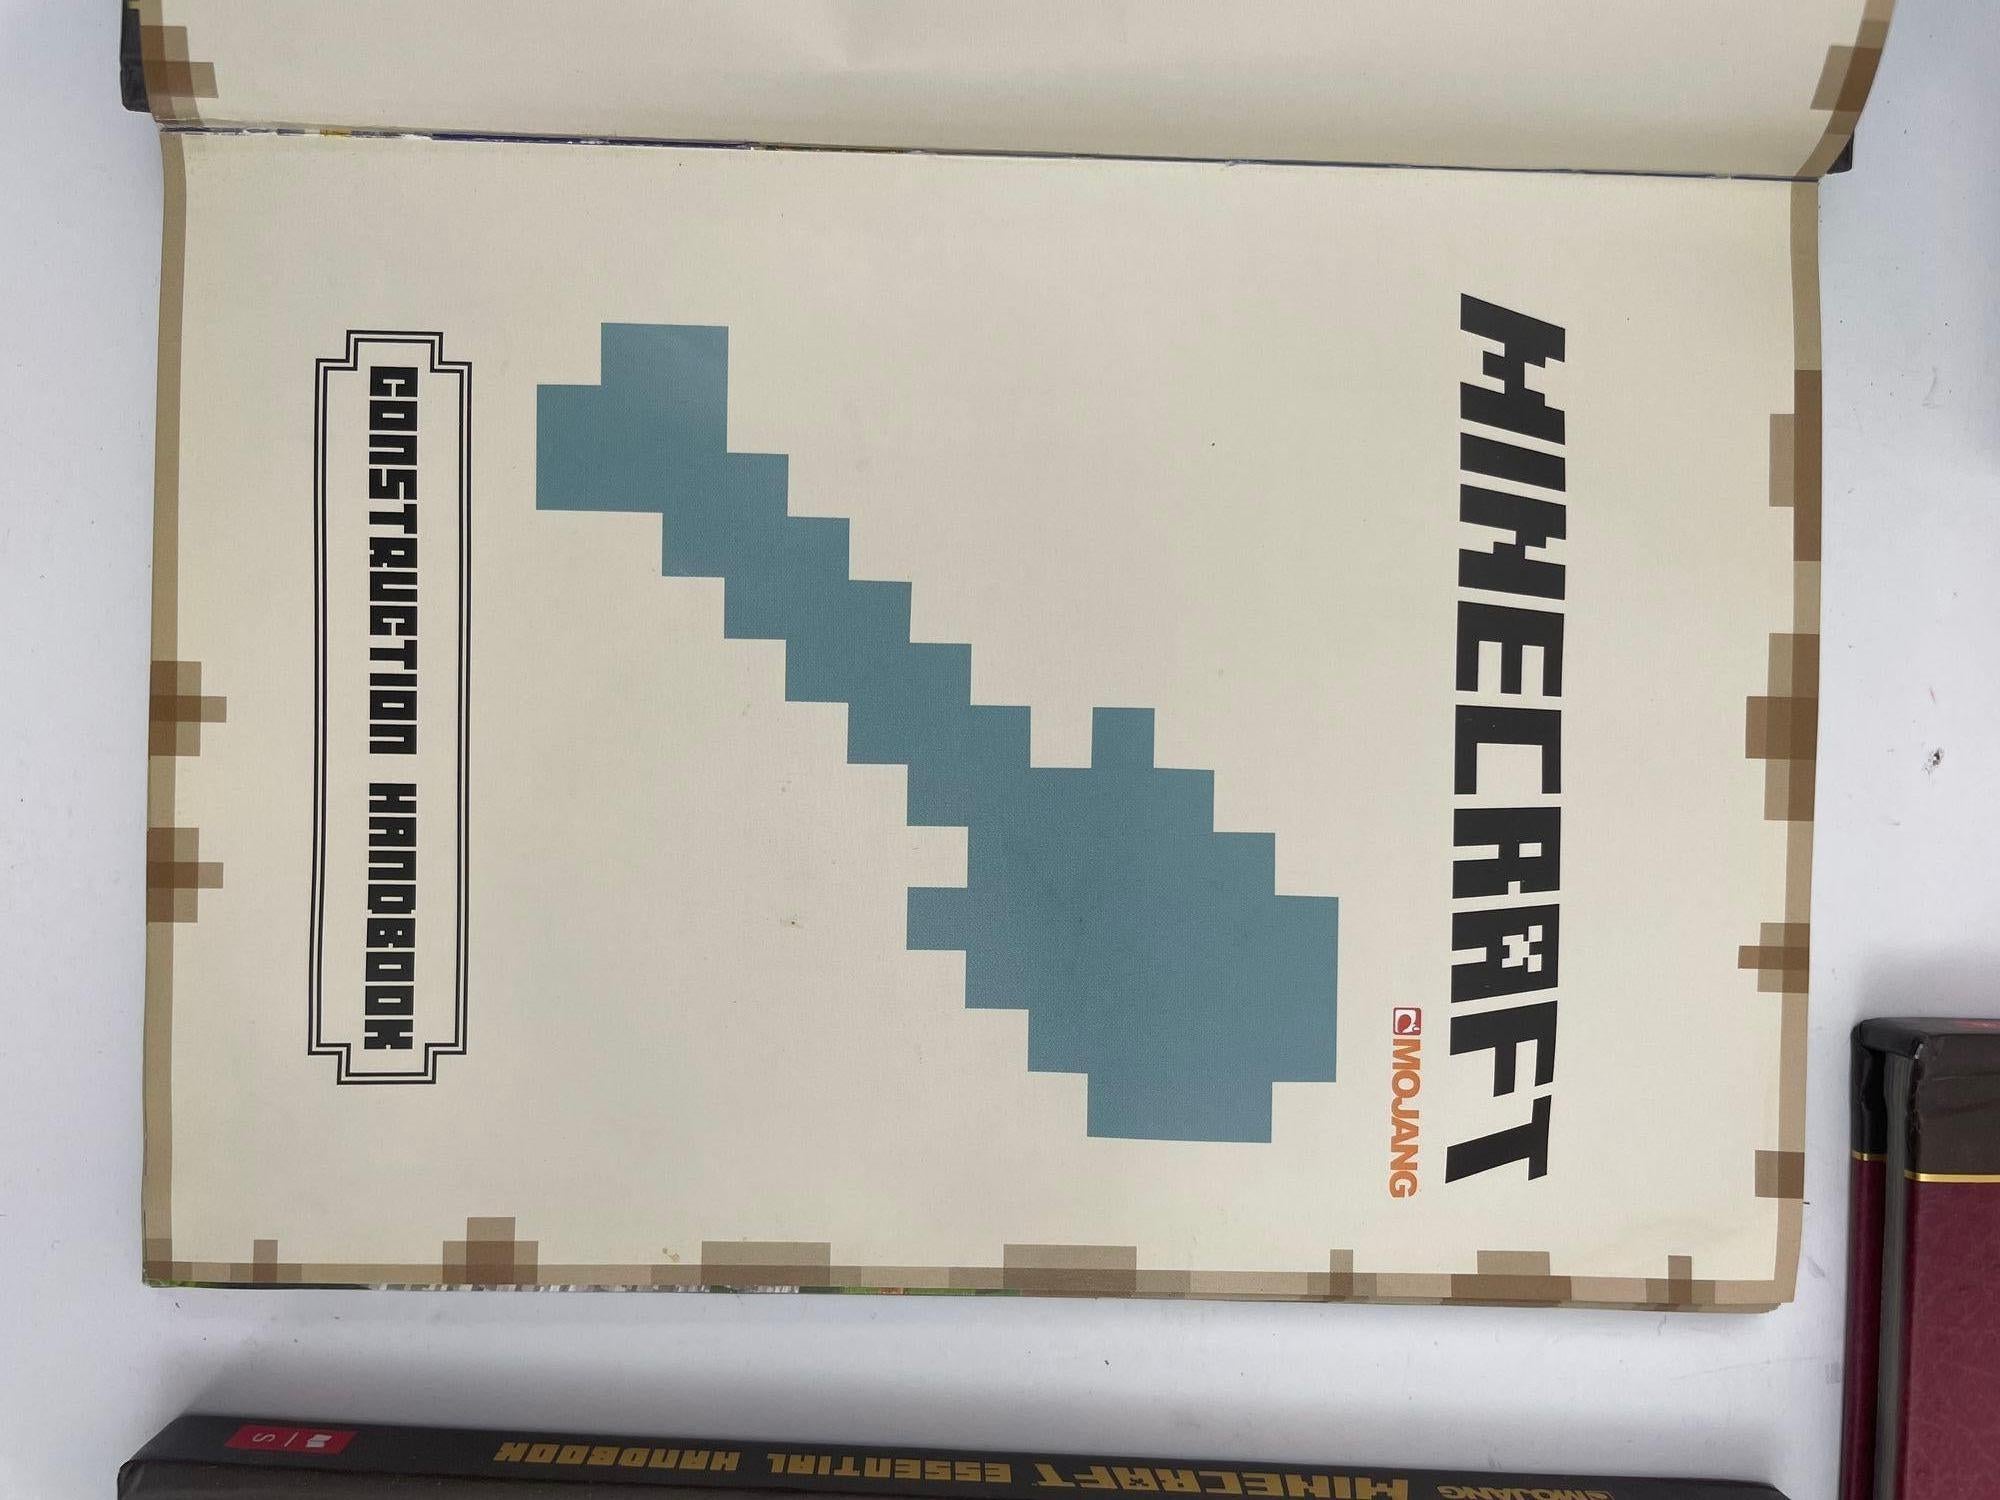 MINECRAFT
MOJANG
CONSTRUCTION HANDBOOK
MOJANG MINECRAFT ESSENTIAL HANDBOOK
S